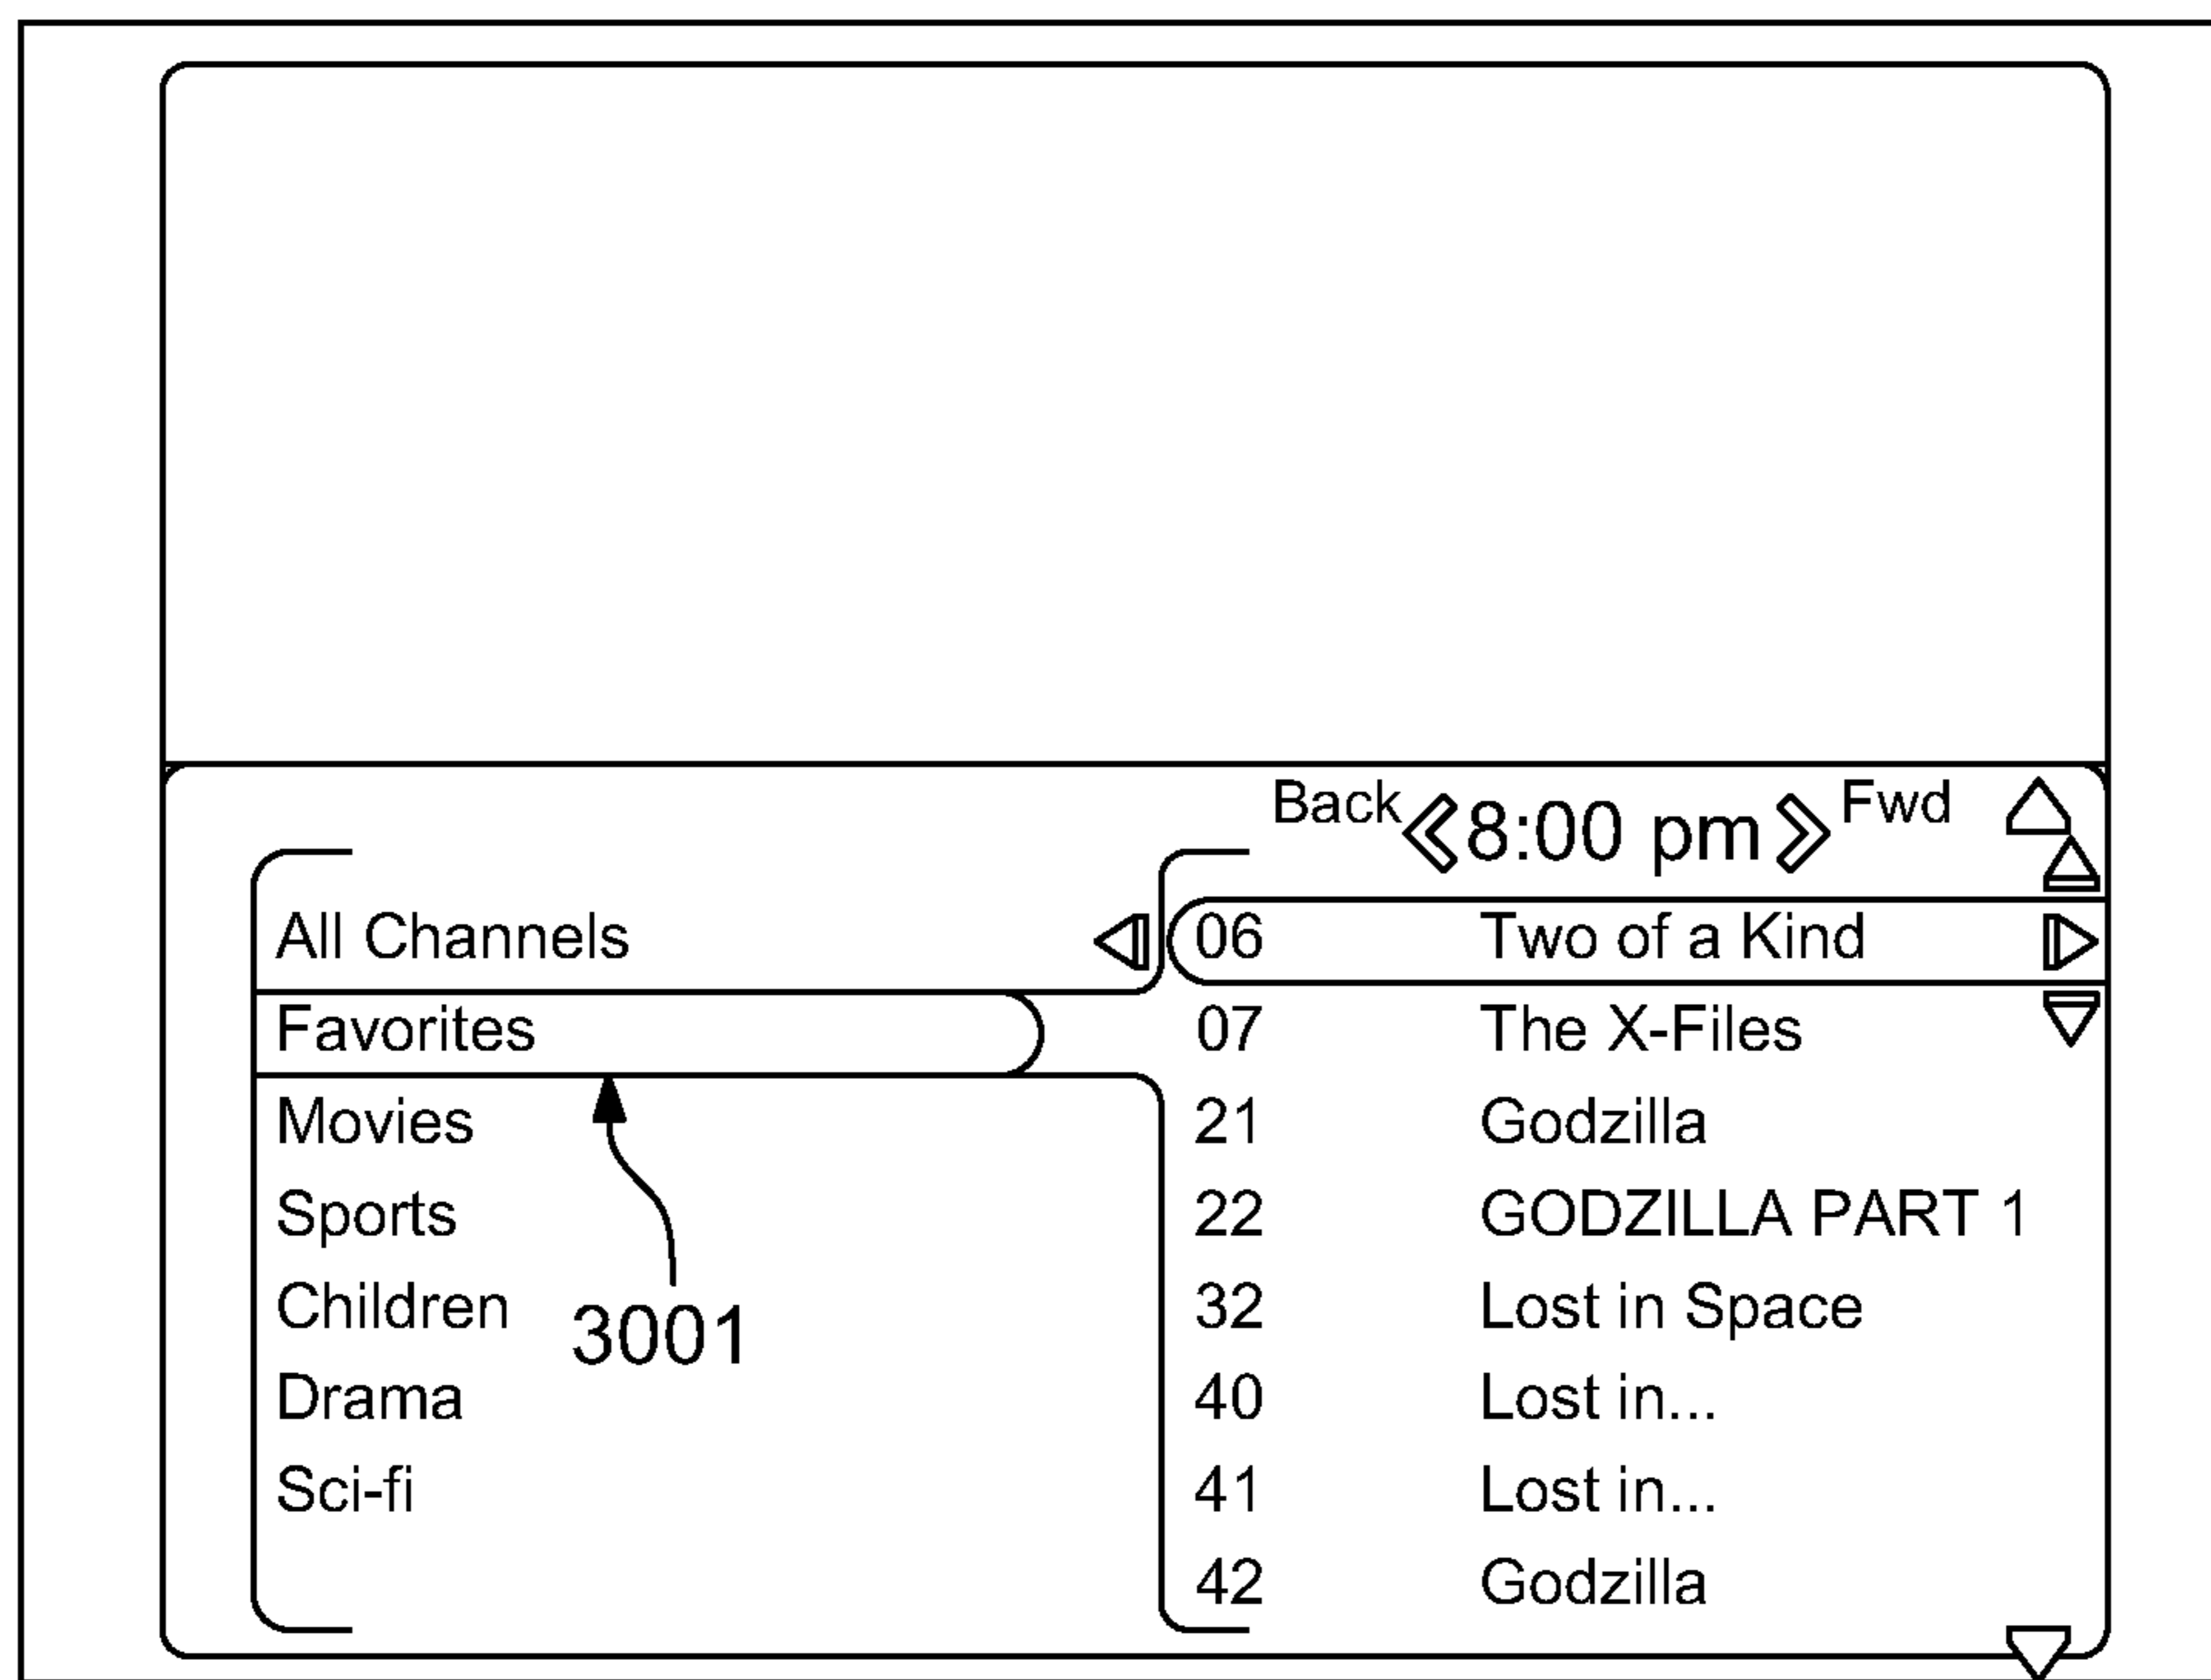 Back 8:00 pm Fwd
All Channels
Favorites
Movies
Sports
Children
Drama
Sci-fi
3001
06 Two of a Kind
07 The X-Files
21 Godzilla
22 GODZILLA PART 1
32 Lost in Space
40 Lost in...
41 Lost in...
42 Godzilla